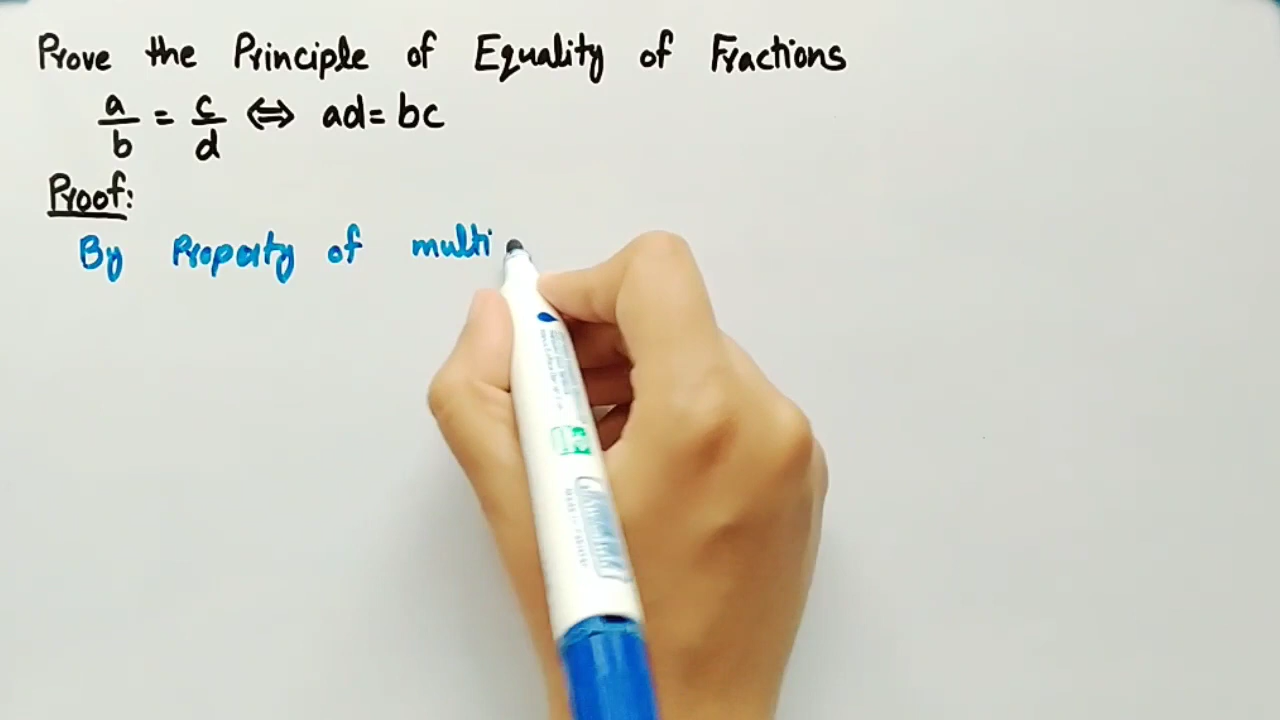 Prove the Principle of Equality of Fractions
a/b = c/d ⇔ ad = bc
Proof:
By Property of multi